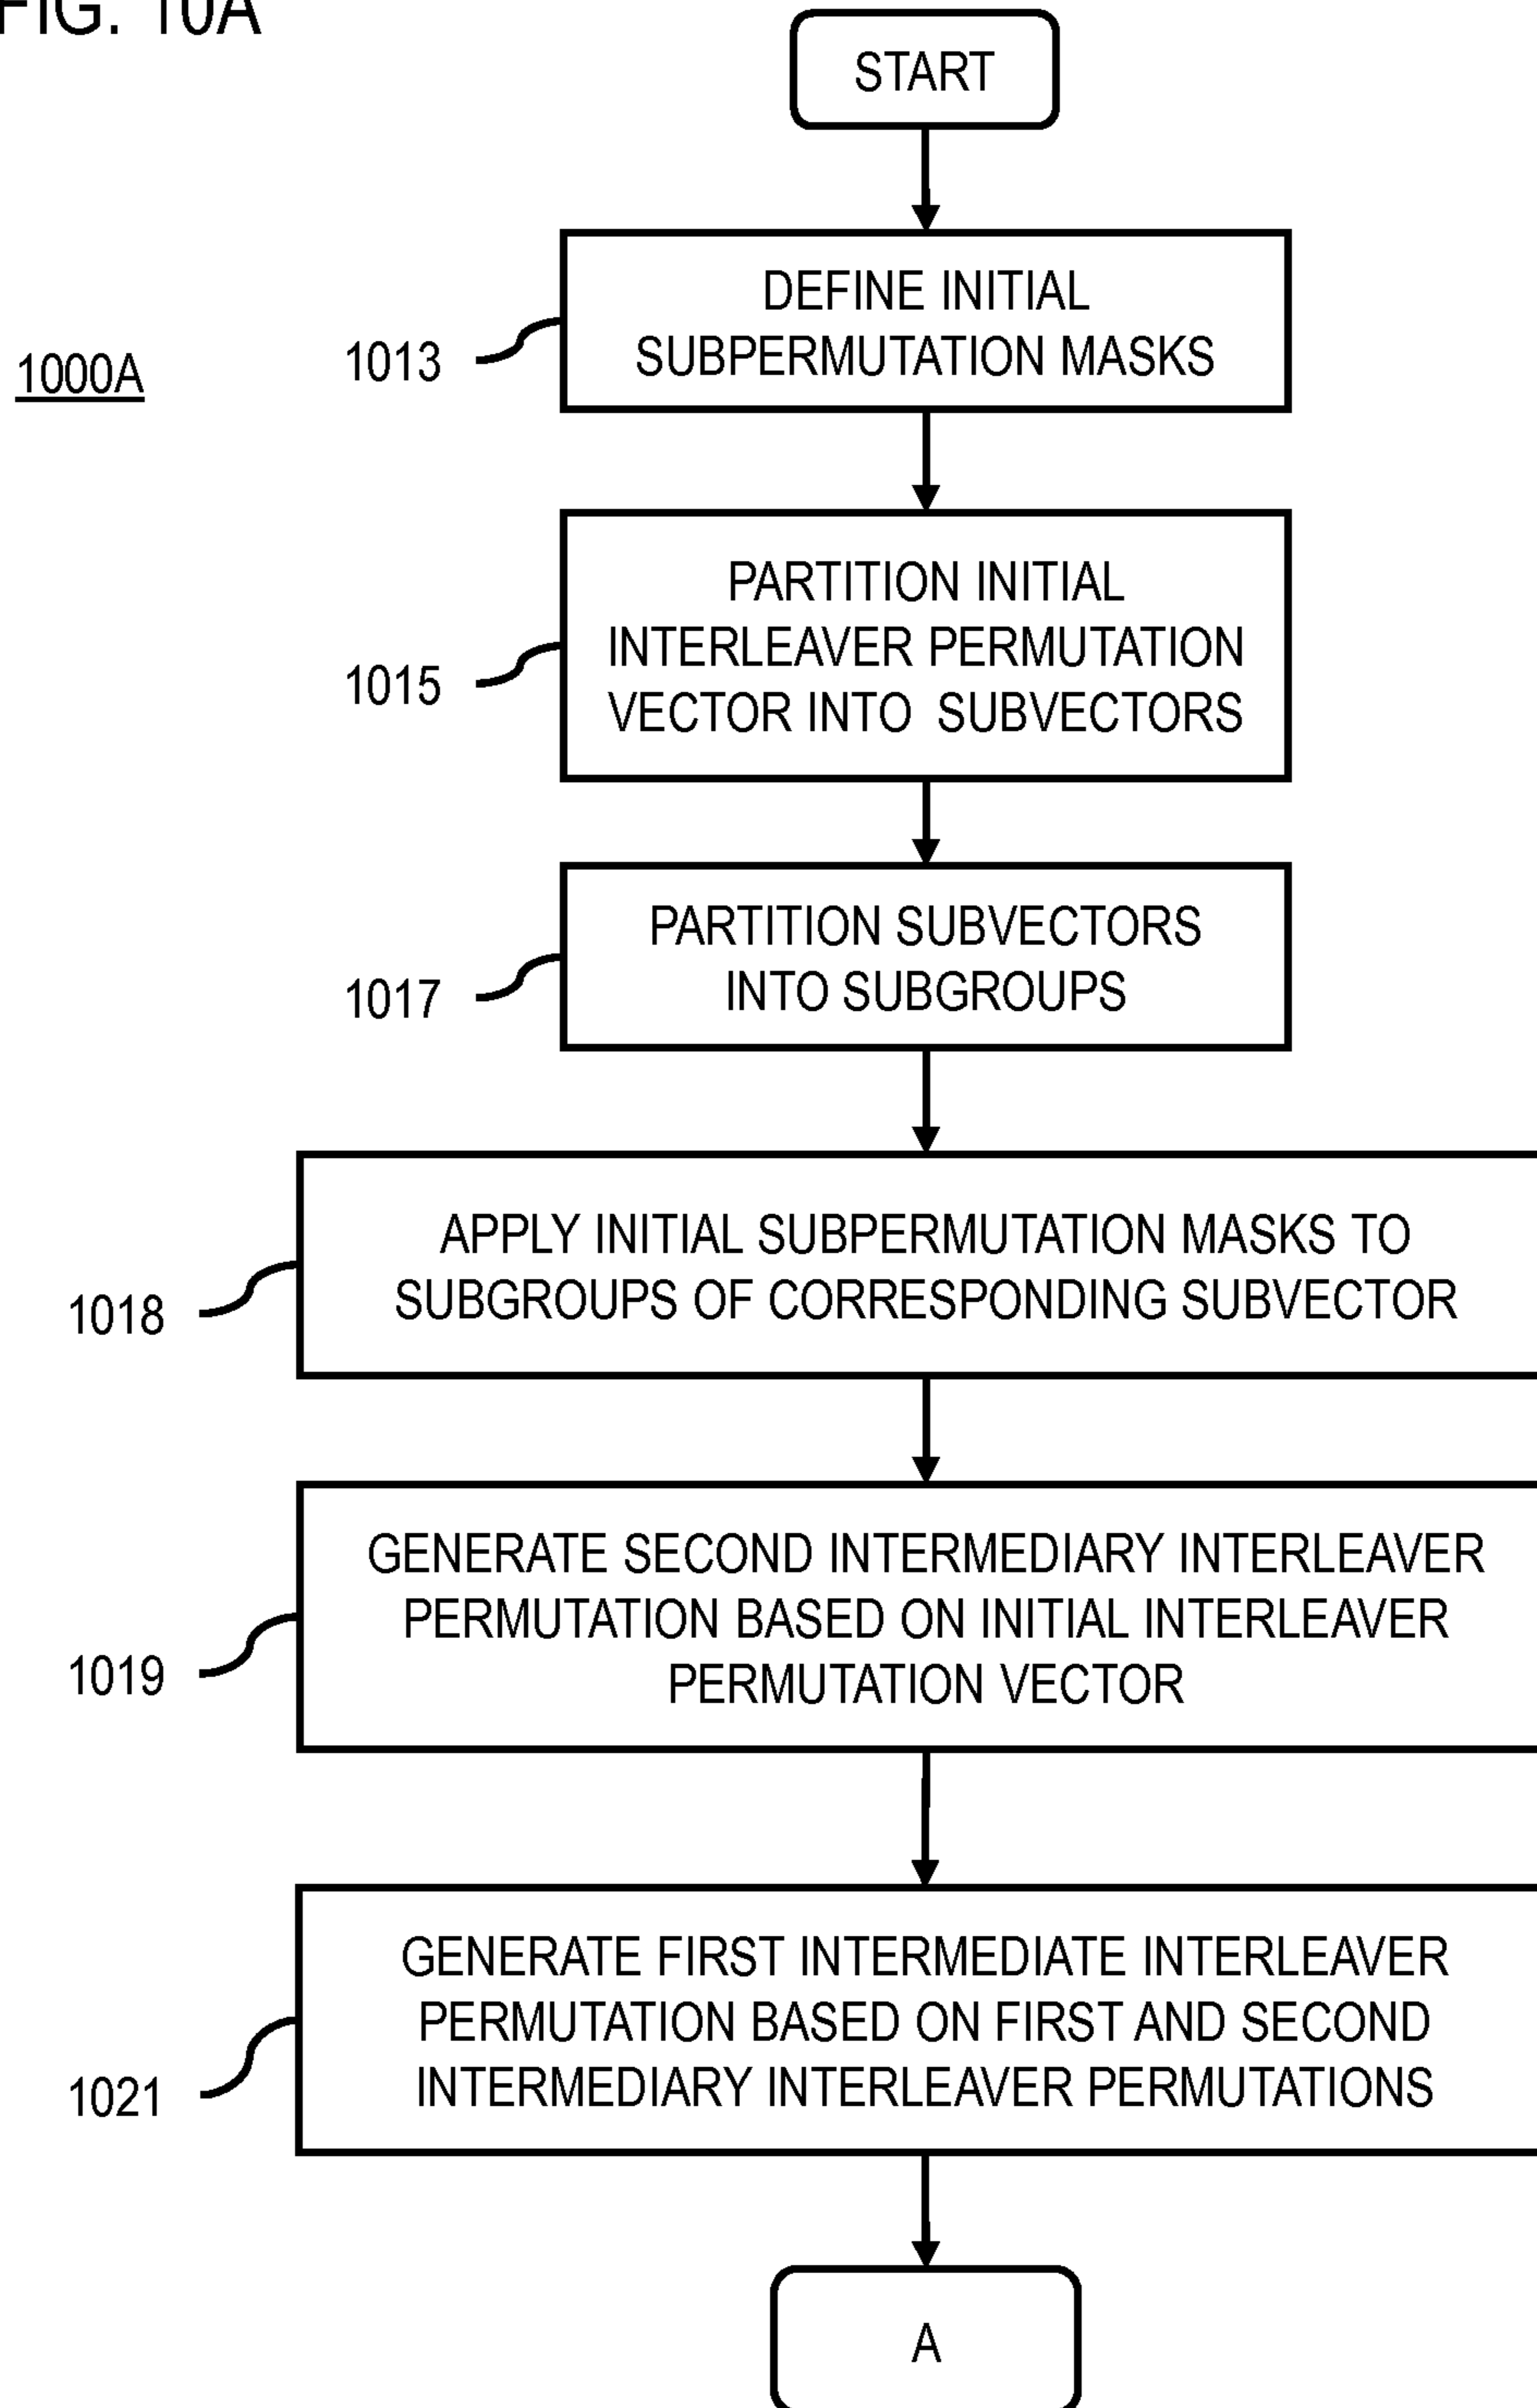 FIG. 10A
START
DEFINE INITIAL
SUBPERMUTATION MASKS
1013
1000A
PARTITION INITIAL
INTERLEAVER PERMUTATION
VECTOR INTO SUBVECTORS
1015
PARTITION SUBVECTORS
INTO SUBGROUPS
1017
APPLY INITIAL SUBPERMUTATION MASKS TO
SUBGROUPS OF CORRESPONDING SUBVECTOR
1018
GENERATE SECOND INTERMEDIARY INTERLEAVER
PERMUTATION BASED ON INITIAL INTERLEAVER
PERMUTATION VECTOR
1019
GENERATE FIRST INTERMEDIATE INTERLEAVER
PERMUTATION BASED ON FIRST AND SECOND
INTERMEDIARY INTERLEAVER PERMUTATIONS
1021
A